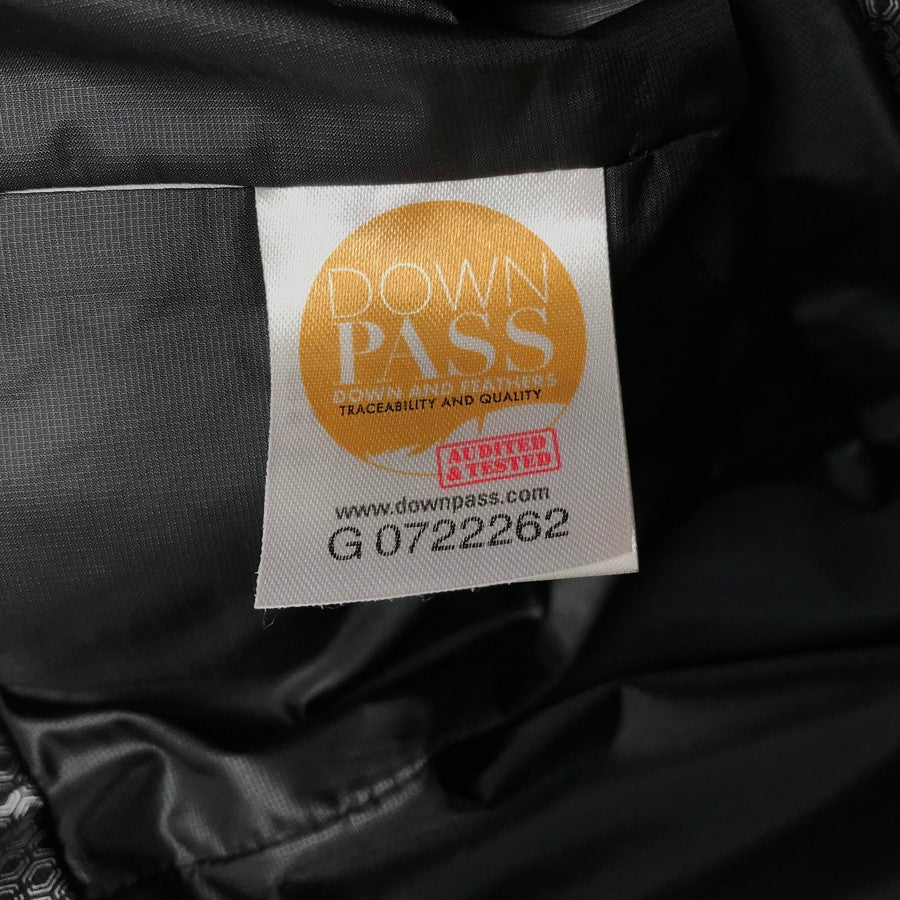 DOWN
PASS
DOWN AND FEATHERS
TRACEABILITY AND QUALITY
AUDITED
& TESTED
www.downpass.com
G 0722262